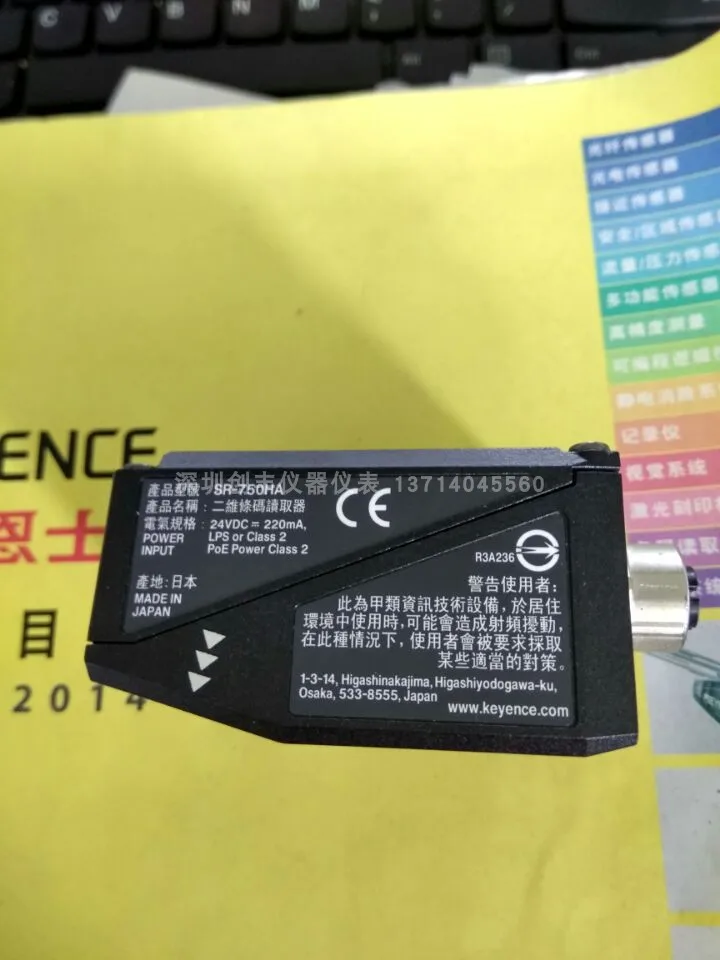 C
B
N
M
光纤传感器
光电传感器
接近传感器
安全/区域传感
流量/压力传感
多功能传感器
高精度测量
可编程逻辑
静电消除
记录仪
视觉系统
激光刻印
读取
ENCE
恩士
目
2014
深圳创丰仪器仪表 13714045560
產品型號 SR-750HA
產品名稱：二維條碼讀取器
電氣規格：24VDC ⎓ 220mA,
POWER LPS or Class 2
INPUT PoE Power Class 2
產地：日本
MADE IN
JAPAN
CE
R3A236
警告使用者：
此為甲類資訊技術設備，於居住
環境中使用時，可能會造成射頻擾動，
在此種情況下，使用者會被要求採取
某些適當的對策。
1-3-14, Higashinakajima, Higashiyodogawa-ku,
Osaka, 533-8555, Japan
www.keyence.com